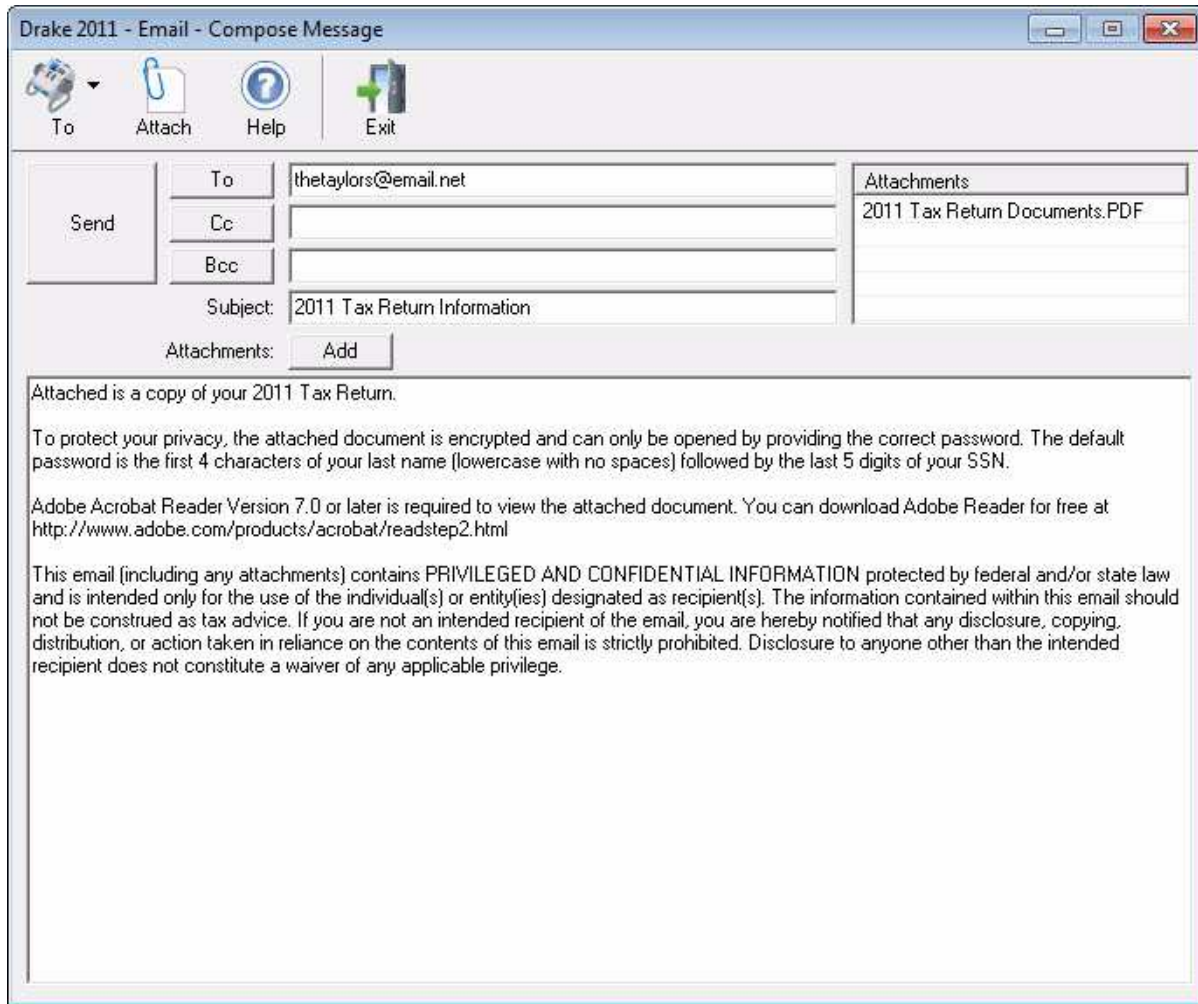 Drake 2011 - Email - Compose Message
To
Attach
Help
Exit
Send
To
thetaylors@email.net
Cc
Bcc
Subject:
2011 Tax Return Information
Attachments
2011 Tax Return Documents.PDF
Attachments:
Add
Attached is a copy of your 2011 Tax Return.
To protect your privacy, the attached document is encrypted and can only be opened by providing the correct password. The default
password is the first 4 characters of your last name (lowercase with no spaces) followed by the last 5 digits of your SSN.
Adobe Acrobat Reader Version 7.0 or later is required to view the attached document. You can download Adobe Reader for free at
http://www.adobe.com/products/acrobat/readstep2.html
This email (including any attachments) contains PRIVILEGED AND CONFIDENTIAL INFORMATION protected by federal and/or state law
and is intended only for the use of the individual(s) or entity(ies) designated as recipient(s). The information contained within this email should
not be construed as tax advice. If you are not an intended recipient of the email, you are hereby notified that any disclosure, copying,
distribution, or action taken in reliance on the contents of this email is strictly prohibited. Disclosure to anyone other than the intended
recipient does not constitute a waiver of any applicable privilege.